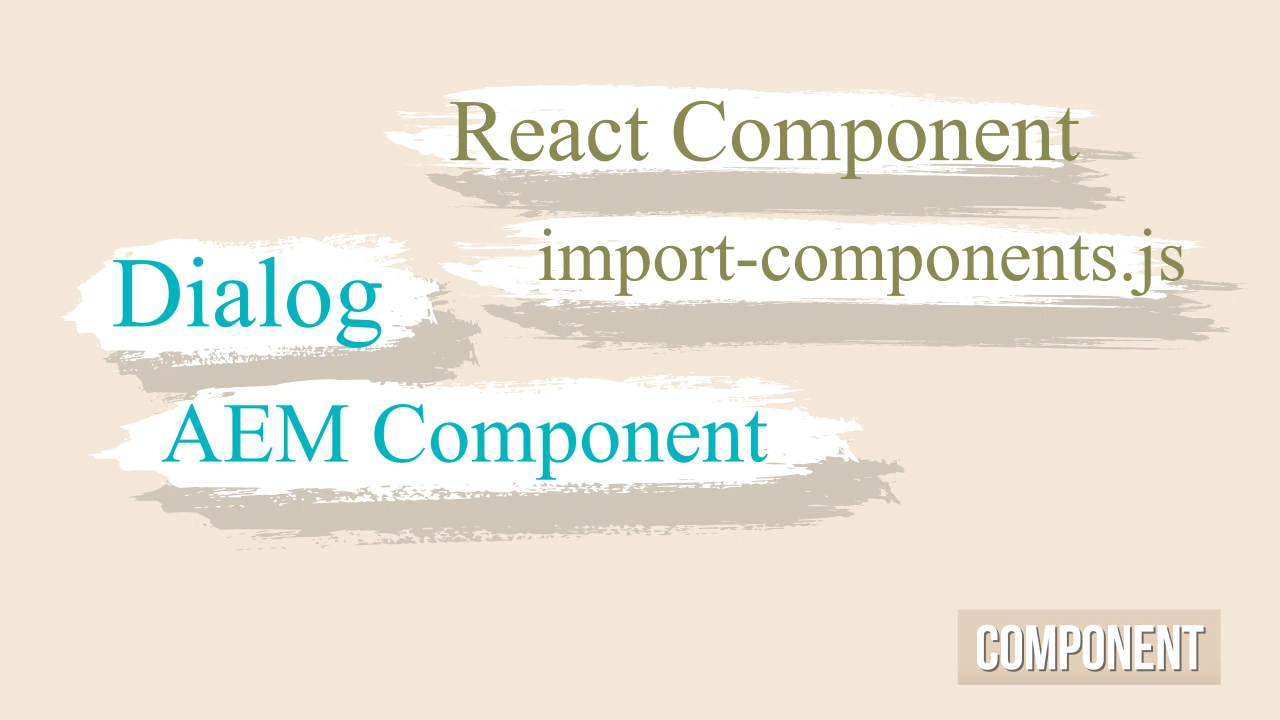 React Component
import-components.js
Dialog
AEM Component
COMPONENT